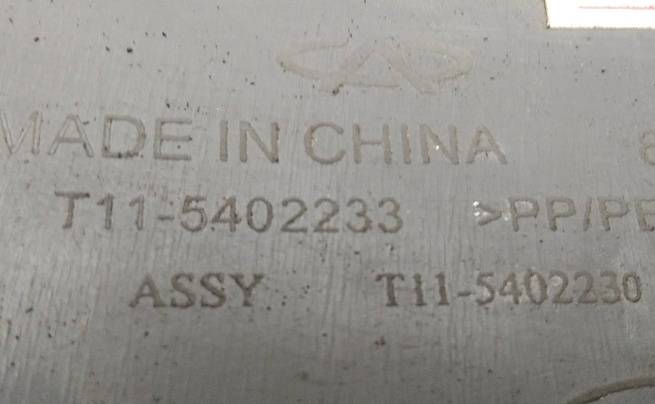 MADE IN CHINA
T11-5402233 >PP/PE
ASSY T11-5402230